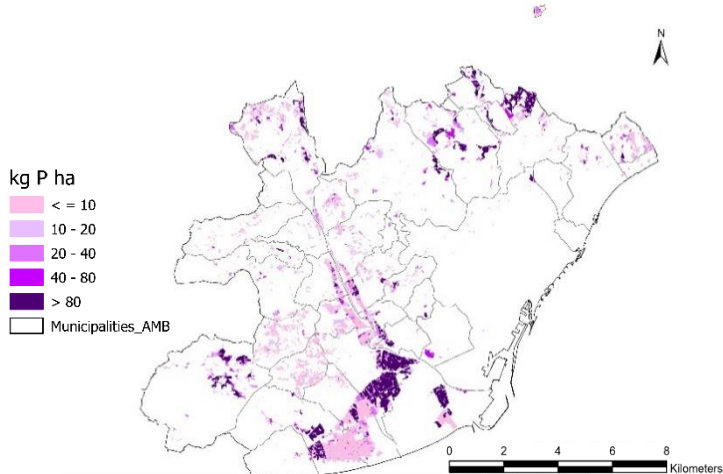 N
kg P ha
< = 10
10 - 20
20 - 40
40 - 80
> 80
Municipalities_AMB
0 2 4 6 8
Kilometers